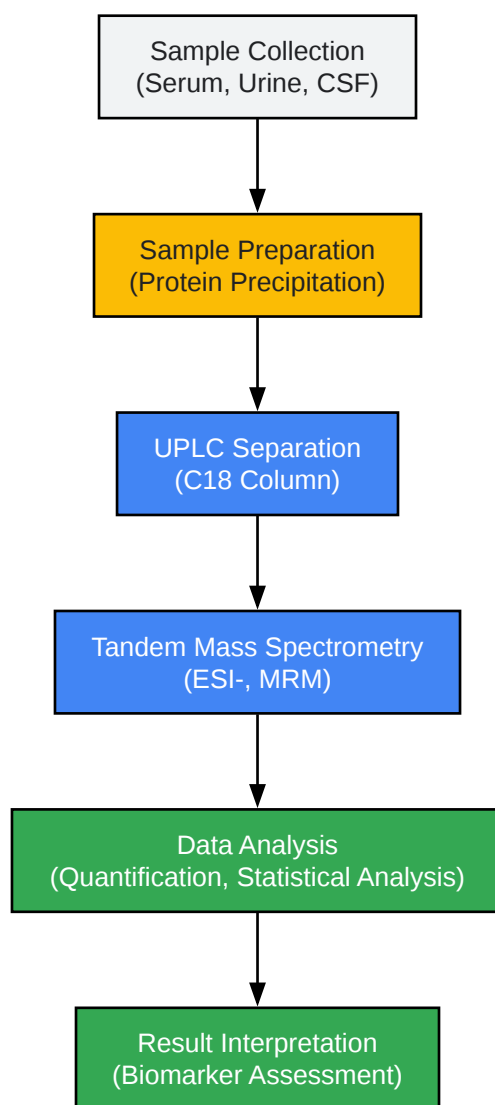 Sample Collection
(Serum, Urine, CSF)
Sample Preparation
(Protein Precipitation)
UPLC Separation
(C18 Column)
Tandem Mass Spectrometry
(ESI-, MRM)
Data Analysis
(Quantification, Statistical Analysis)
Result Interpretation
(Biomarker Assessment)